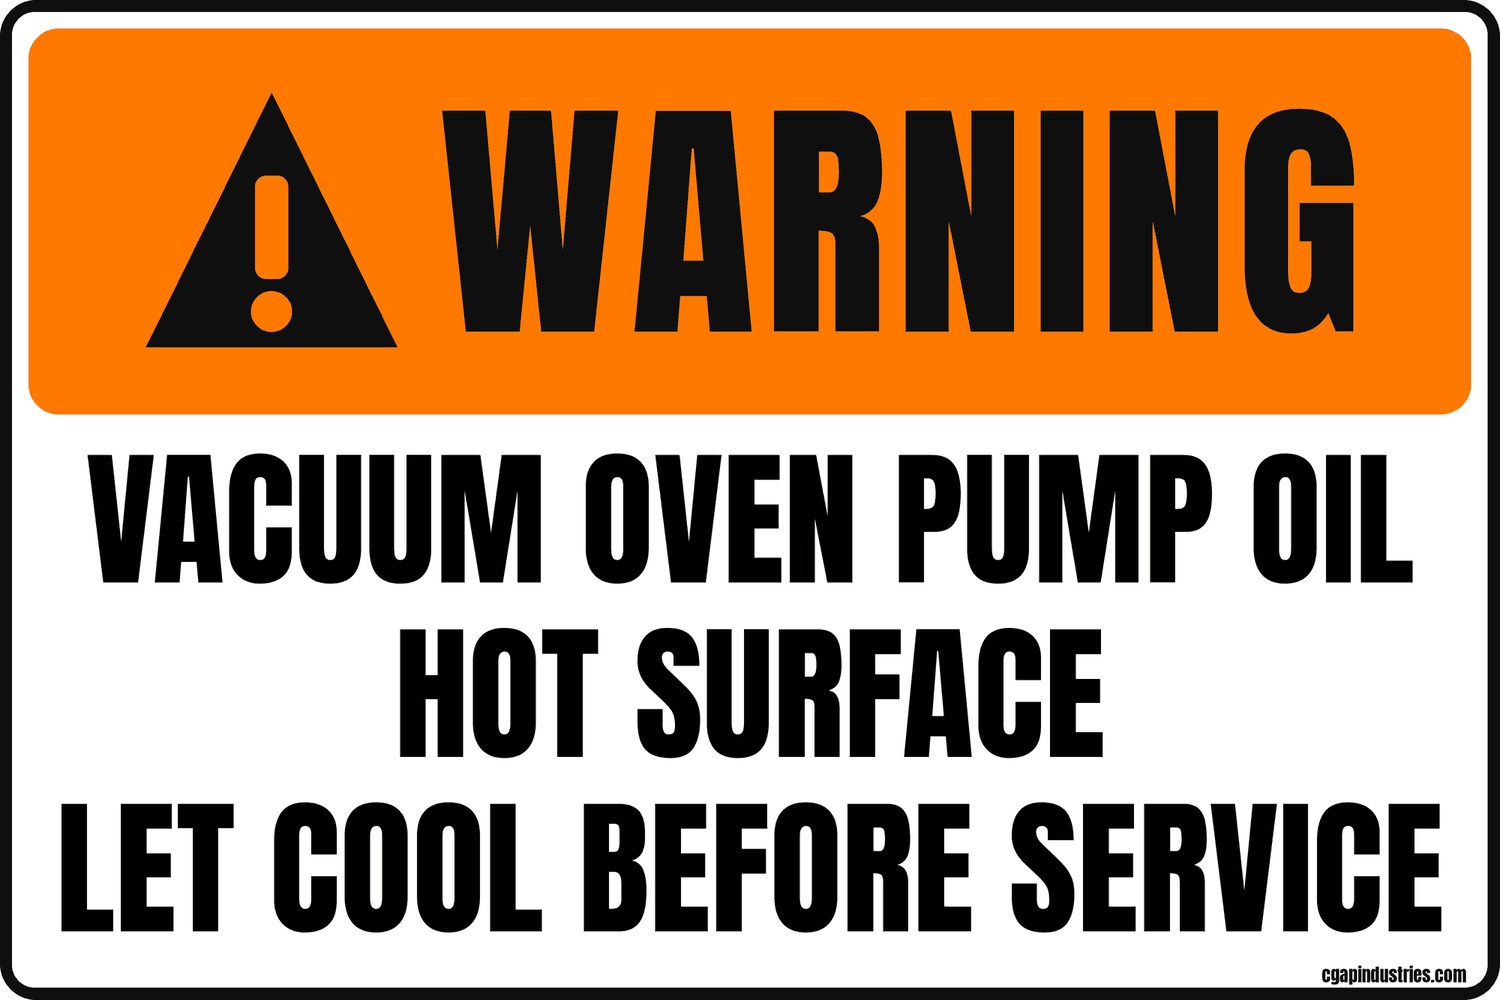 WARNING
VACUUM OVEN PUMP OIL
HOT SURFACE
LET COOL BEFORE SERVICE
cgapindustries.com